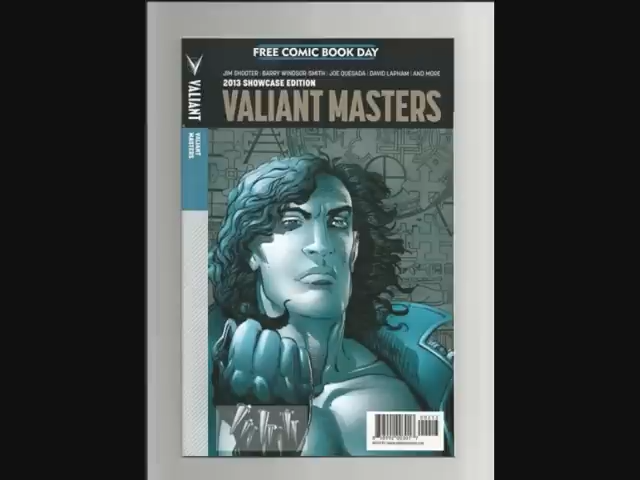 FREE COMIC BOOK DAY
JIM SHOOTER | BARRY WINDSOR-SMITH | JOE QUESADA | DAVID LAPHAM | AND MORE
2013 SHOWCASE EDITION
VALIANT MASTERS
VALIANT
VALIANT
MASTERS